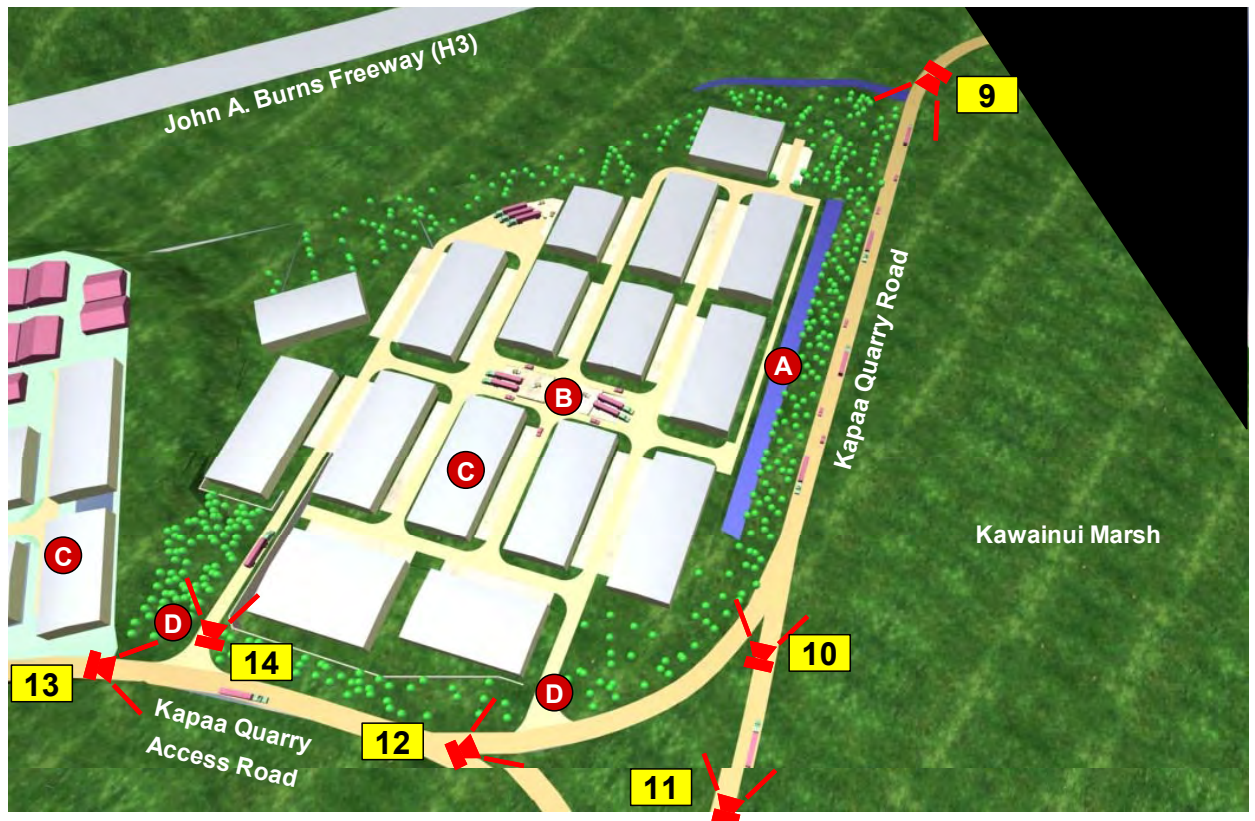 John A. Burns Freeway (H3)
9
A
Kapaa Quarry Road
B
C
Kawainui Marsh
C
D
14
10
13
D
Kapaa Quarry
Access Road
12
11